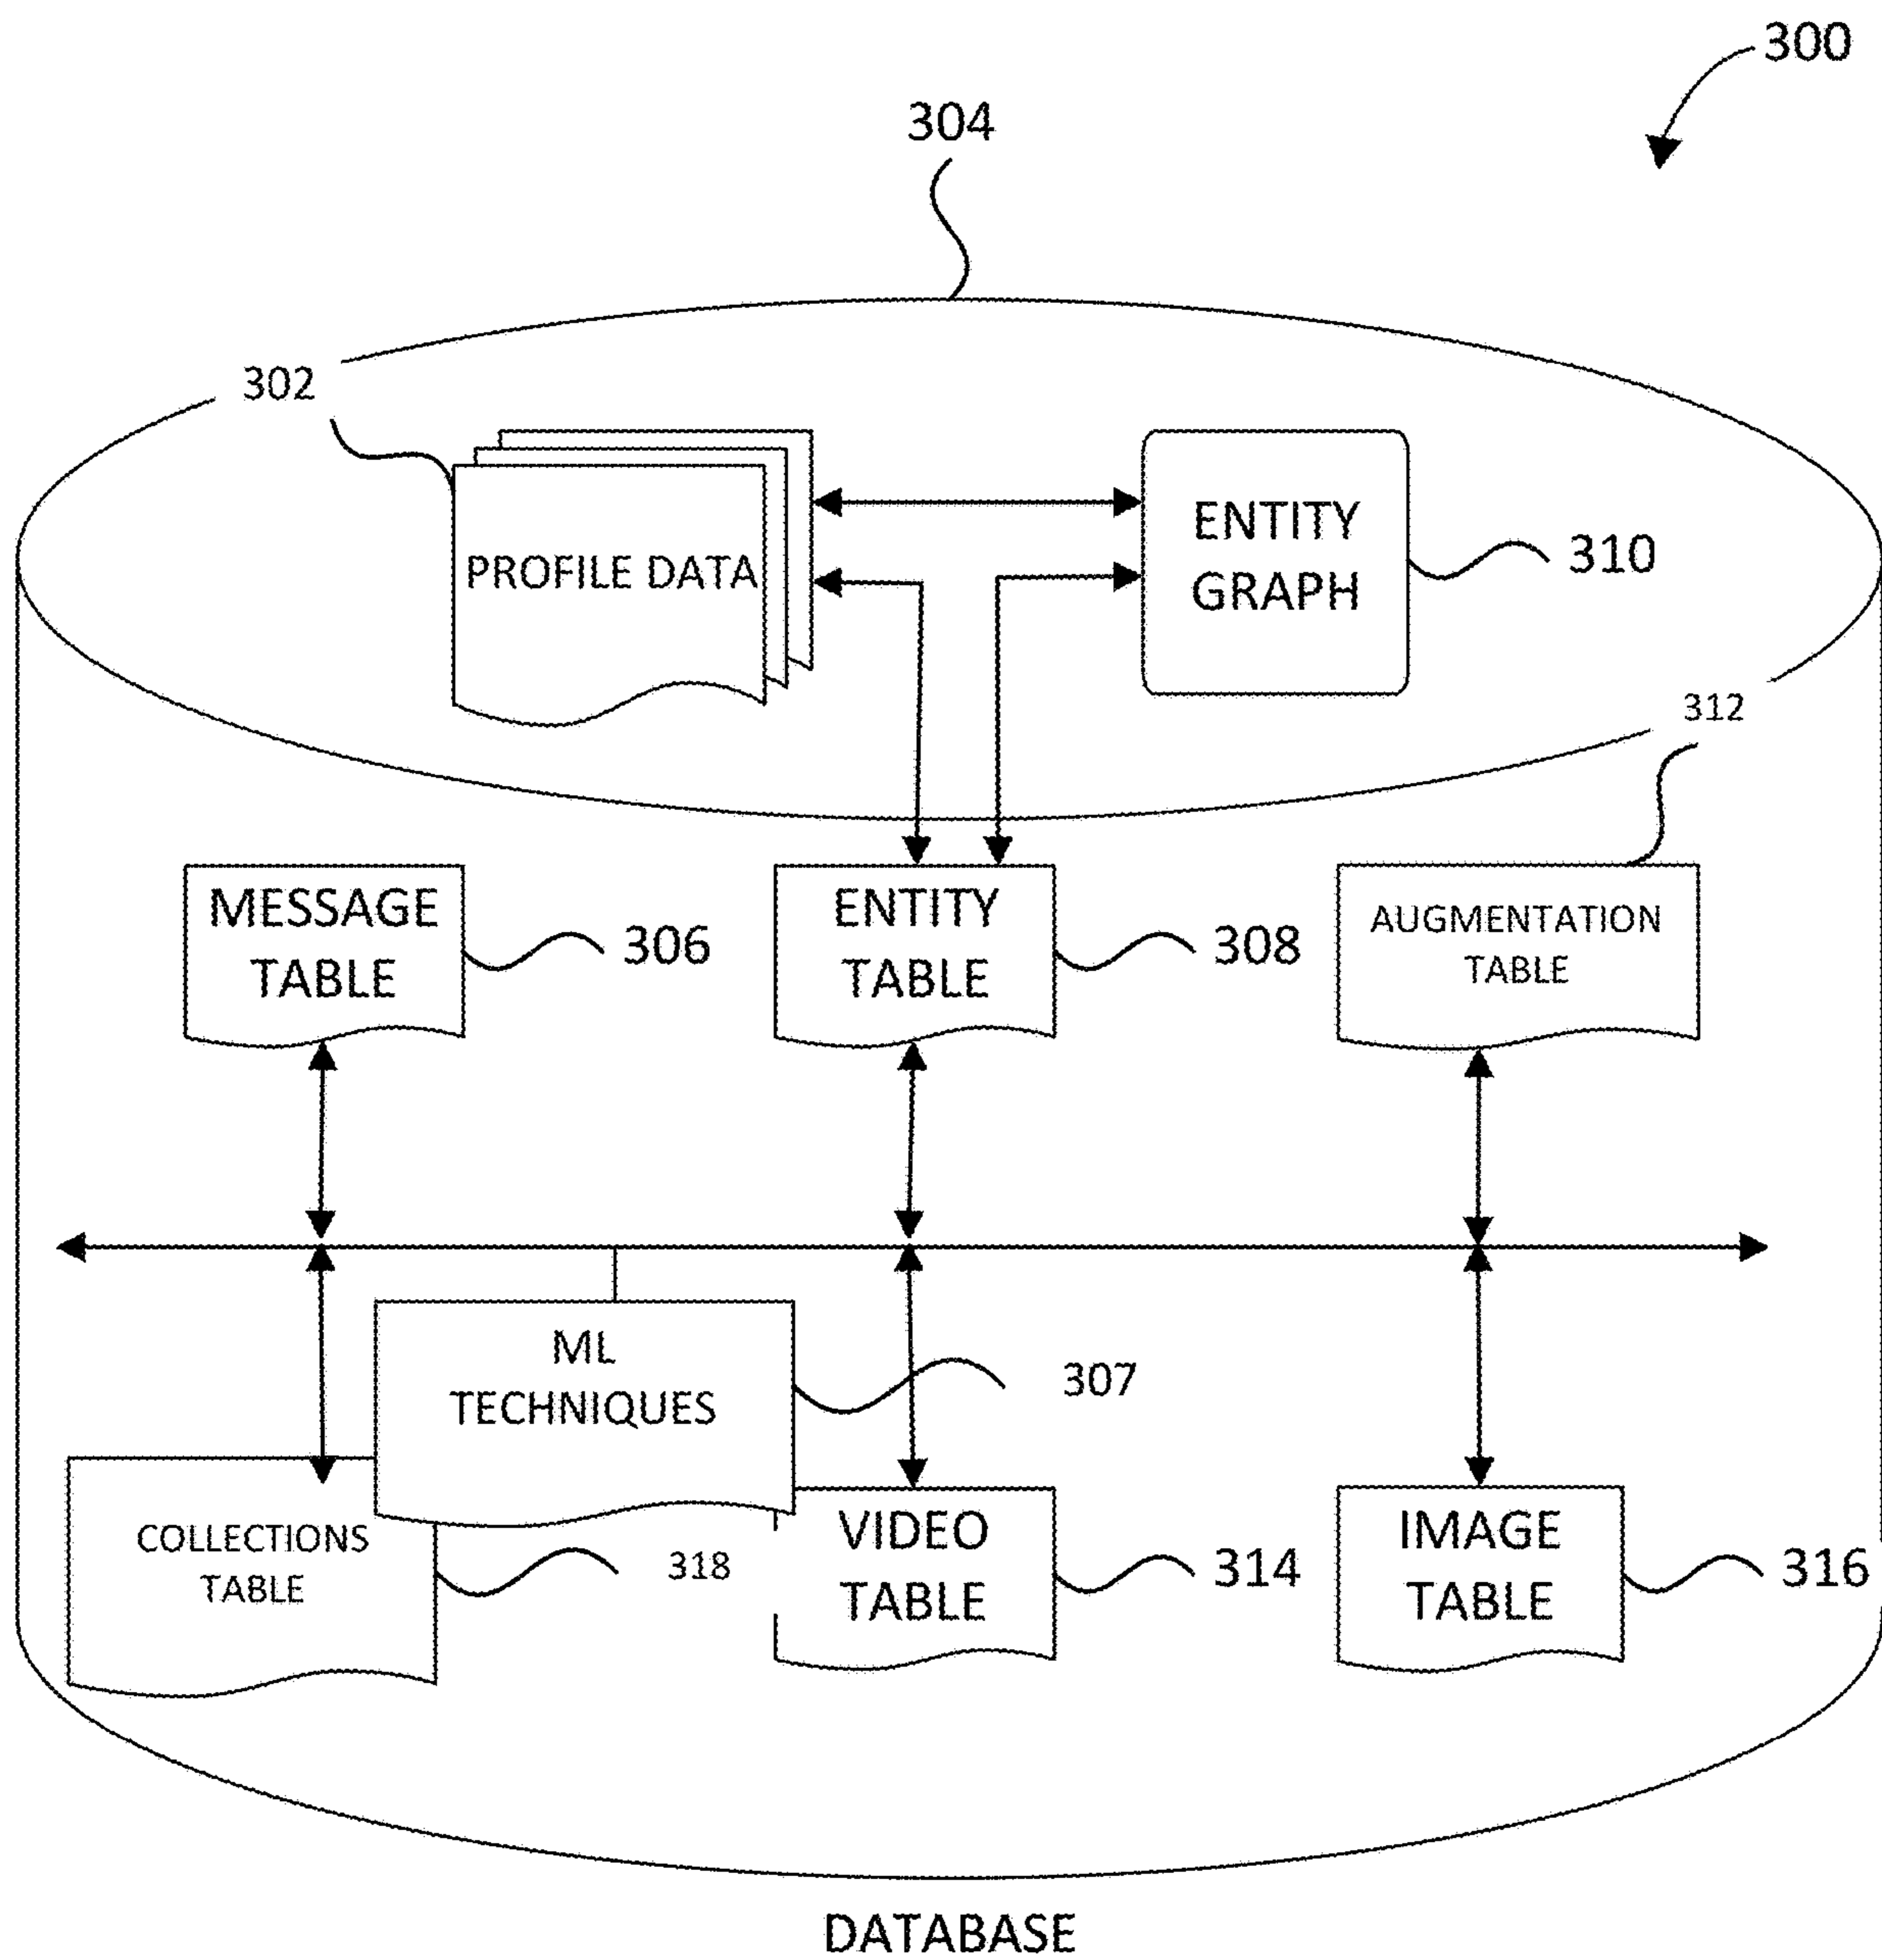 300
304
302
PROFILE DATA
ENTITY
GRAPH
310
312
MESSAGE
TABLE
306
ENTITY
TABLE
308
AUGMENTATION
TABLE
ML
TECHNIQUES
307
COLLECTIONS
TABLE
318
VIDEO
TABLE
314
IMAGE
TABLE
316
DATABASE